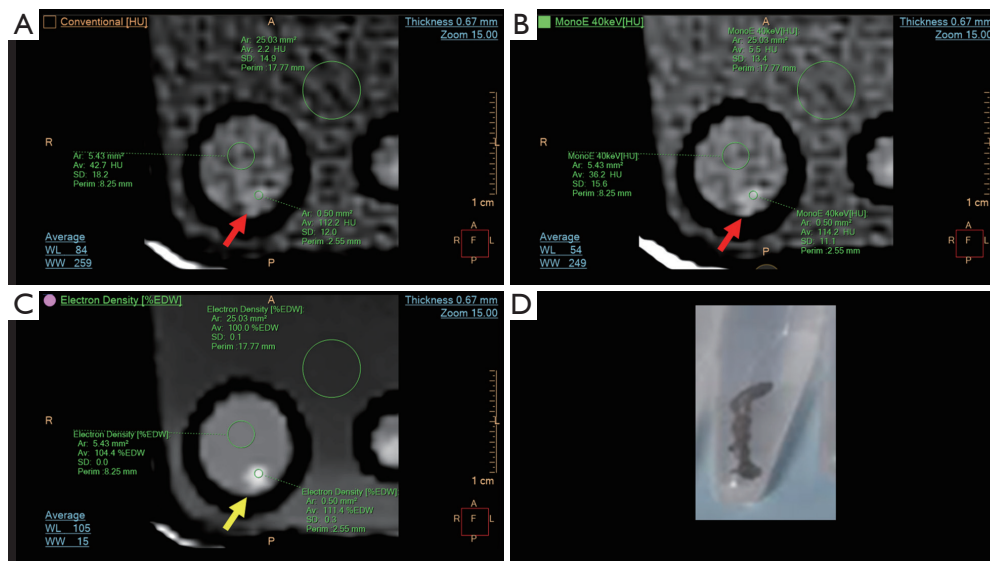 A
Conventional [HU]
A
Thickness 0.67 mm
Zoom 15.00
Ar: 25.03 mm²
Av: 2.2 HU
SD: 14.9
Perim :17.77 mm
R
L
Ar: 5.43 mm²
Av: 42.7 HU
SD: 18.2
Perim :8.25 mm
Ar: 0.50 mm²
Av: 112.2 HU
SD: 12.0
Perim :2.55 mm
1 cm
Average
WL 84
WW 259
P
A
R F L
P
B
MonoE 40keV[HU]
A
Thickness 0.67 mm
Zoom 15.00
MonoE 40keV[HU]:
Ar: 25.03 mm²
Av: 5.5 HU
SD: 13.4
Perim :17.77 mm
R
L
MonoE 40keV[HU]:
Ar: 5.43 mm²
Av: 36.2 HU
SD: 15.6
Perim :8.25 mm
MonoE 40keV[HU]:
Ar: 0.50 mm²
Av: 114.2 HU
SD: 11.1
Perim :2.55 mm
1 cm
Average
WL 54
WW 249
P
A
R F L
P
C
Electron Density [%EDW]
A
Thickness 0.67 mm
Zoom 15.00
Electron Density [%EDW]:
Ar: 25.03 mm²
Av: 100.0 %EDW
SD: 0.1
Perim :17.77 mm
R
L
Electron Density [%EDW]:
Ar: 5.43 mm²
Av: 104.4 %EDW
SD: 0.0
Perim :8.25 mm
Electron Density [%EDW]:
Ar: 0.50 mm²
Av: 111.4 %EDW
SD: 0.3
Perim :2.55 mm
1 cm
Average
WL 105
WW 15
P
A
R F L
P
D